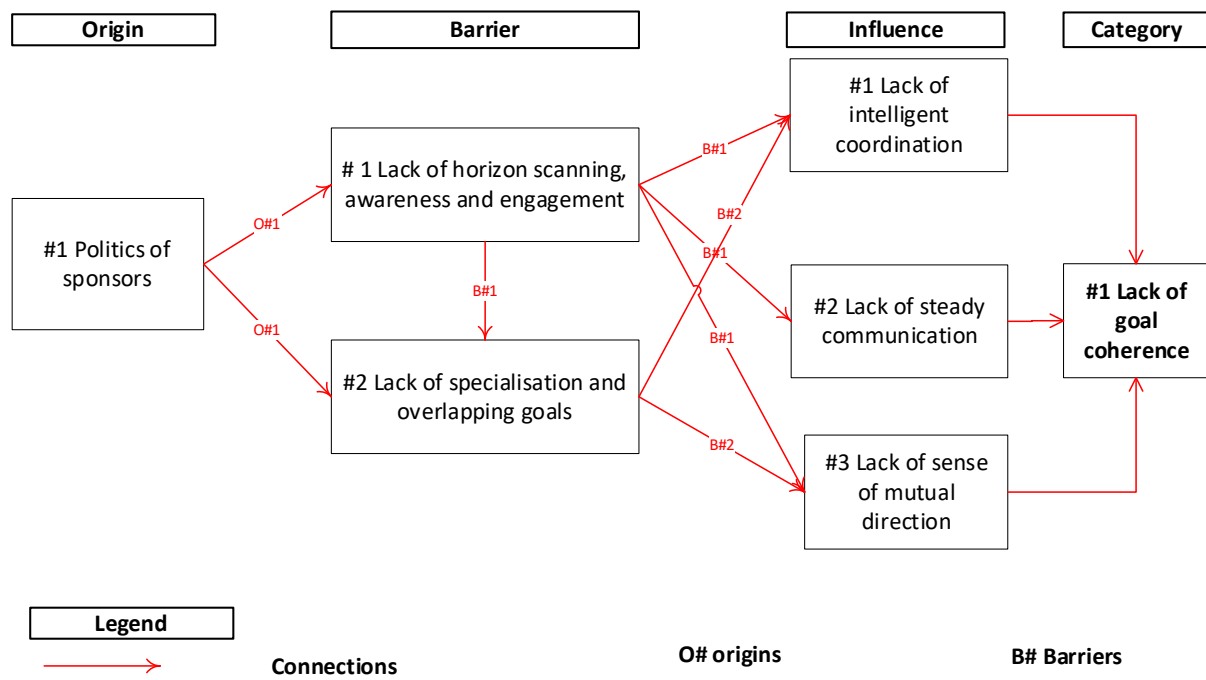 Origin
Barrier
Influence
Category
#1 Lack of
intelligent
coordination
# 1 Lack of horizon scanning,
awareness and engagement
#1 Politics of
sponsors
#2 Lack of specialisation and
overlapping goals
#2 Lack of steady
communication
#3 Lack of sense
of mutual
direction
#1 Lack of
goal
coherence
O#1
O#1
B#1
B#1
B#2
B#1
B#1
B#2
Legend
Connections
O# origins
B# Barriers